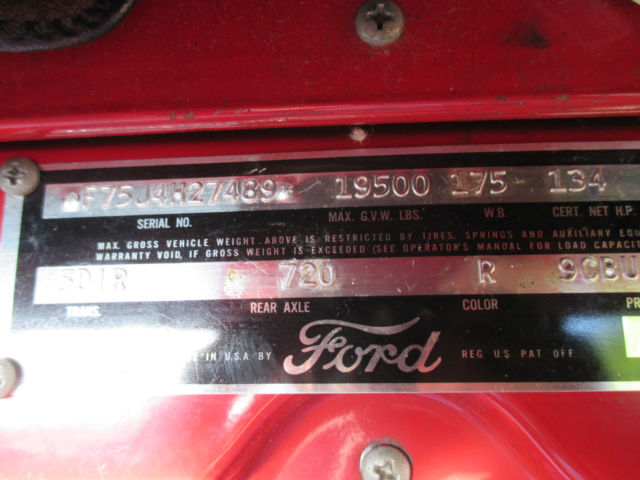 *F75J4H27489* 19500 175 134
SERIAL NO. MAX. G.V.W. LBS. W.B. CERT. NET H.P.
MAX. GROSS VEHICLE WEIGHT ABOVE IS RESTRICTED BY TIRES, SPRINGS AND AUXILIARY
WARRANTY VOID, IF GROSS WEIGHT IS EXCEEDED (SEE OPERATOR'S MANUAL FOR LOAD
720 R 9CBU
TRANS. REAR AXLE COLOR
IN U.S.A. BY Ford REG US PAT OFF